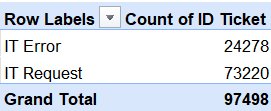 Row Labels Count of ID Ticket
IT Error 24278
IT Request 73220
Grand Total 97498